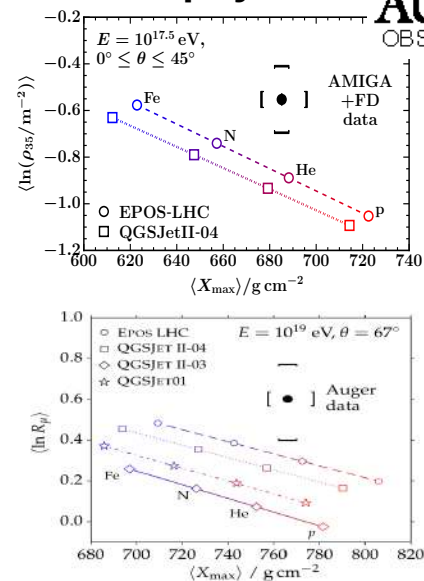 AU
OBS
−0.2
−0.4
−0.6
−0.8
−1.0
−1.2
⟨ln(ρ35/m⁻²)⟩
E = 10^17.5 eV,
0° ≤ θ ≤ 45°
Fe
N
He
p
AMIGA
+FD
data
EPOS-LHC
QGSJetII-04
600 620 640 660 680 700 720 740
⟨Xmax⟩/g cm⁻²
1.0
0.8
0.6
0.4
0.2
0.0
⟨ln Rμ⟩
EPOS LHC
QGSJET II-04
QGSJET II-03
QGSJET01
E = 10^19 eV, θ = 67°
Auger
data
Fe
N
He
p
680 700 720 740 760 780 800 820
⟨Xmax⟩ / g cm⁻²